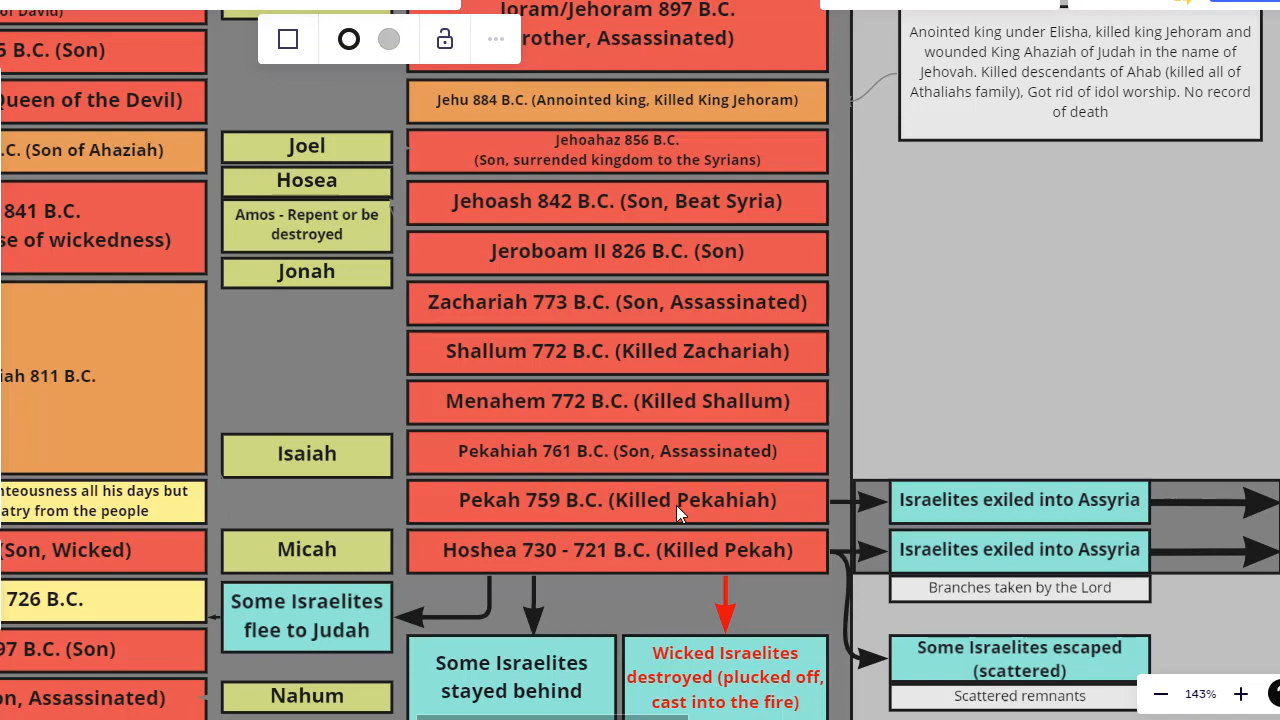 of David)
5 B.C. (Son)
Queen of the Devil)
.C. (Son of Ahaziah)
841 B.C.
se of wickedness)
iah 811 B.C.
hteousness all his days but
atry from the people
(Son, Wicked)
726 B.C.
97 B.C. (Son)
on, Assassinated)
Joel
Hosea
Amos - Repent or be
destroyed
Jonah
Isaiah
Micah
Some Israelites
flee to Judah
Nahum
Joram/Jehoram 897 B.C.
rother, Assassinated)
Jehu 884 B.C. (Annointed king, Killed King Jehoram)
Jehoahaz 856 B.C.
(Son, surrended kingdom to the Syrians)
Jehoash 842 B.C. (Son, Beat Syria)
Jeroboam II 826 B.C. (Son)
Zachariah 773 B.C. (Son, Assassinated)
Shallum 772 B.C. (Killed Zachariah)
Menahem 772 B.C. (Killed Shallum)
Pekahiah 761 B.C. (Son, Assassinated)
Pekah 759 B.C. (Killed Pekahiah)
Hoshea 730 - 721 B.C. (Killed Pekah)
Some Israelites
stayed behind
Wicked Israelites
destroyed (plucked off,
cast into the fire)
Anointed king under Elisha, killed king Jehoram and
wounded King Ahaziah of Judah in the name of
Jehovah. Killed descendants of Ahab (killed all of
Athaliahs family), Got rid of idol worship. No record
of death
Israelites exiled into Assyria
Israelites exiled into Assyria
Branches taken by the Lord
Some Israelites escaped
(scattered)
Scattered remnants
143%